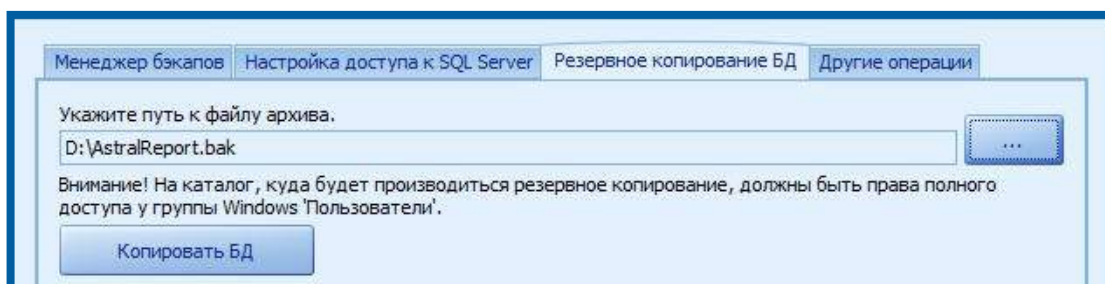 Менеджер бэкапов Настройка доступа к SQL Server Резервное копирование БД Другие операции
Укажите путь к файлу архива.
D:\AstralReport.bak
...
Внимание! На каталог, куда будет производиться резервное копирование, должны быть права полного
доступа у группы Windows 'Пользователи'.
Копировать БД